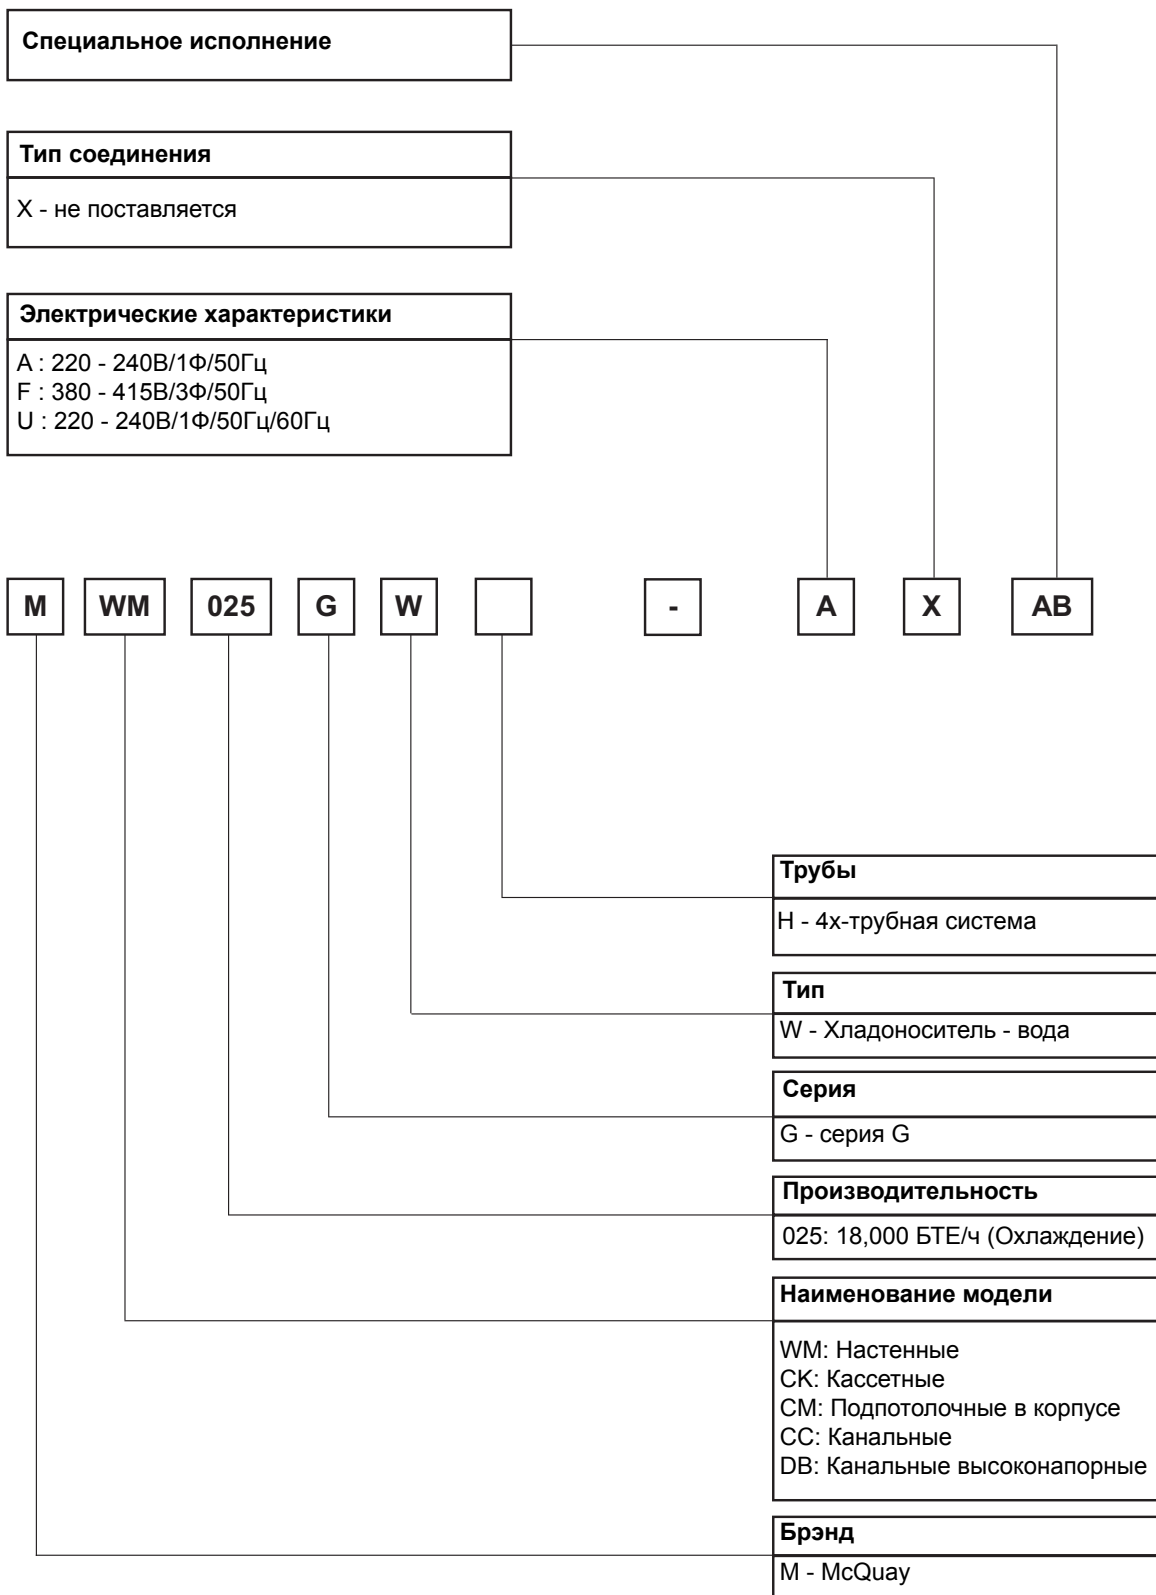 Специальное исполнение
Тип соединения
X - не поставляется
Электрические характеристики
A : 220 - 240В/1Ф/50Гц
F : 380 - 415В/3Ф/50Гц
U : 220 - 240В/1Ф/50Гц/60Гц
M WM 025 G W - A X AB
Трубы
H - 4х-трубная система
Тип
W - Хладоноситель - вода
Серия
G - серия G
Производительность
025: 18,000 БТЕ/ч (Охлаждение)
Наименование модели
WM: Настенные
CK: Кассетные
CM: Подпотолочные в корпусе
CC: Канальные
DB: Канальные высоконапорные
Брэнд
M - McQuay